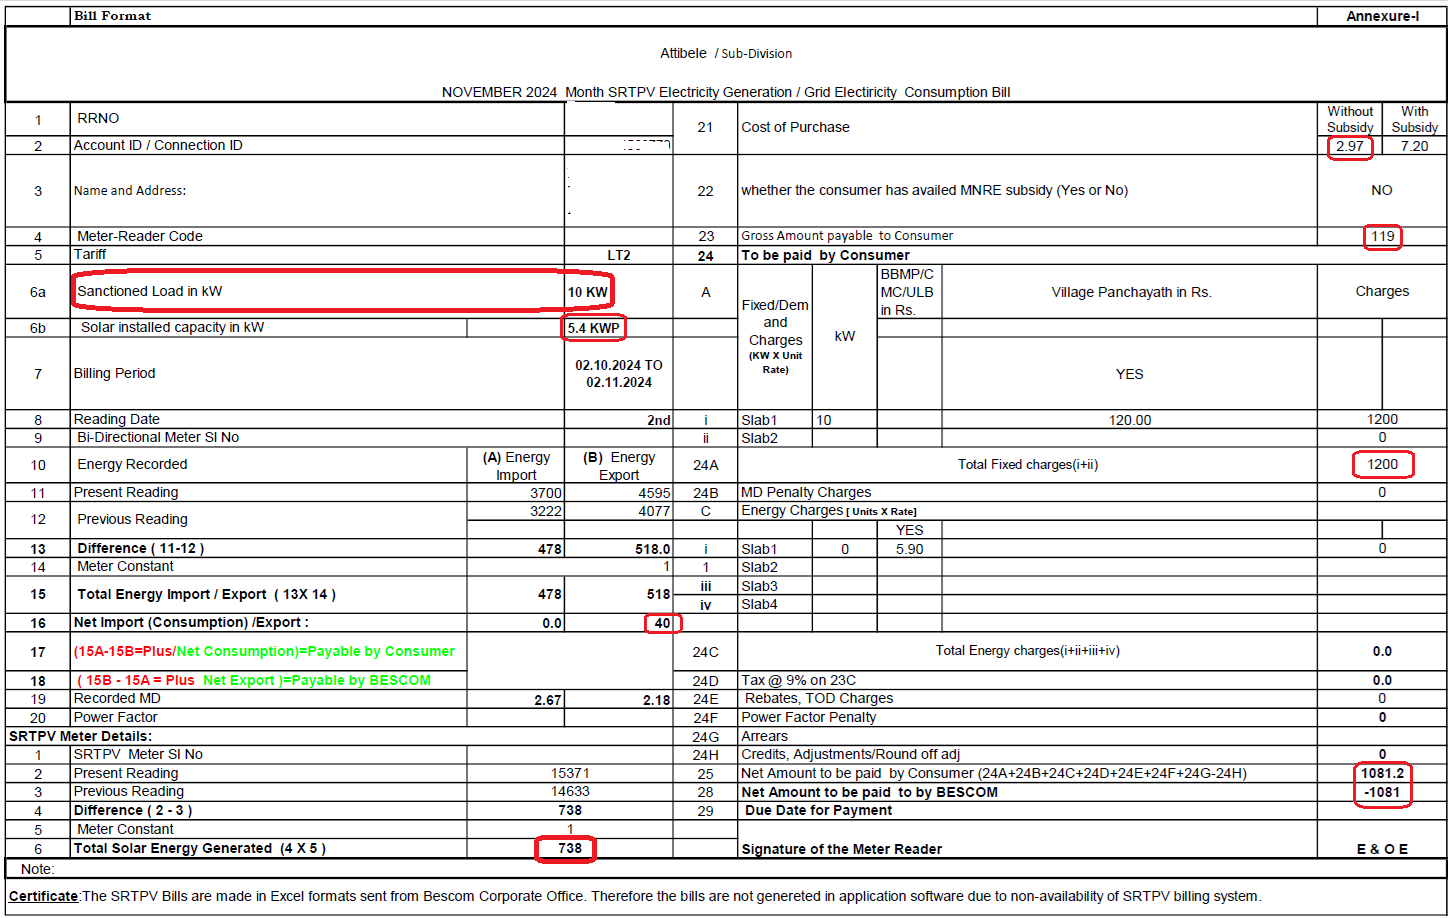 Bill Format Annexure-I
Attibele / Sub-Division
NOVEMBER 2024 Month SRTPV Electricity Generation / Grid Electiricity Consumption Bill
1 RRNO 21 Cost of Purchase Without Subsidy With Subsidy
2 Account ID / Connection ID 2.97 7.20
3 Name and Address: 22 whether the consumer has availed MNRE subsidy (Yes or No) NO
4 Meter-Reader Code 23 Gross Amount payable to Consumer 119
5 Tariff LT2 24 To be paid by Consumer
6a Sanctioned Load in kW 10 KW A Fixed/Dem and Charges (KW X Unit Rate) kW BBMP/C MC/ULB in Rs. Village Panchayath in Rs. Charges
6b Solar installed capacity in kW 5.4 KWP
7 Billing Period 02.10.2024 TO 02.11.2024 YES
8 Reading Date 2nd i Slab1 10 120.00 1200
9 Bi-Directional Meter SI No ii Slab2 0
10 Energy Recorded (A) Energy Import (B) Energy Export 24A Total Fixed charges(i+ii) 1200
11 Present Reading 3700 4595 24B MD Penalty Charges 0
12 Previous Reading 3222 4077 C Energy Charges [ Units X Rate]
YES
13 Difference ( 11-12 ) 478 518.0 i Slab1 0 5.90 0
14 Meter Constant 1 1 Slab2
15 Total Energy Import / Export ( 13X 14 ) 478 518 iii Slab3
iv Slab4
16 Net Import (Consumption) /Export : 0.0 40
17 (15A-15B=Plus/Net Consumption)=Payable by Consumer 24C Total Energy charges(i+ii+iii+iv) 0.0
18 ( 15B - 15A = Plus Net Export )=Payable by BESCOM 24D Tax @ 9% on 23C 0.0
19 Recorded MD 2.67 2.18 24E Rebates, TOD Charges 0
20 Power Factor 24F Power Factor Penalty 0
SRTPV Meter Details: 24G Arrears
1 SRTPV Meter SI No 24H Credits, Adjustments/Round off adj 0
2 Present Reading 15371 25 Net Amount to be paid by Consumer (24A+24B+24C+24D+24E+24F+24G-24H) 1081.2
3 Previous Reading 14633 28 Net Amount to be paid to by BESCOM -1081
4 Difference ( 2 - 3 ) 738 29 Due Date for Payment
5 Meter Constant 1
6 Total Solar Energy Generated (4 X 5 ) 738 Signature of the Meter Reader E & O E
Note:
Certificate:The SRTPV Bills are made in Excel formats sent from Bescom Corporate Office. Therefore the bills are not genereted in application software due to non-availability of SRTPV billing system.